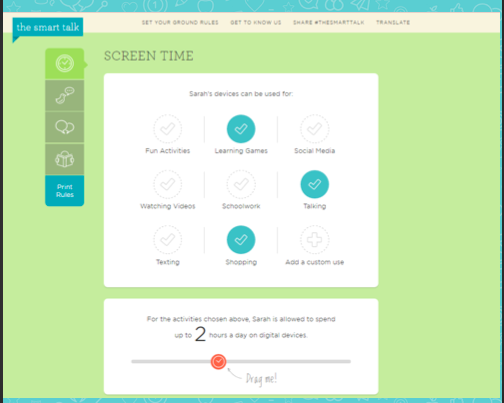 the smart talk
SET YOUR GROUND RULES GET TO KNOW US SHARE #THESMARTTALK TRANSLATE
SCREEN TIME
Sarah's devices can be used for:
Fun Activities Learning Games Social Media
Watching Videos Schoolwork Talking
Texting Shopping Add a custom use
Print
Rules
For the activities chosen above, Sarah is allowed to spend
up to 2 hours a day on digital devices.
Drag me!